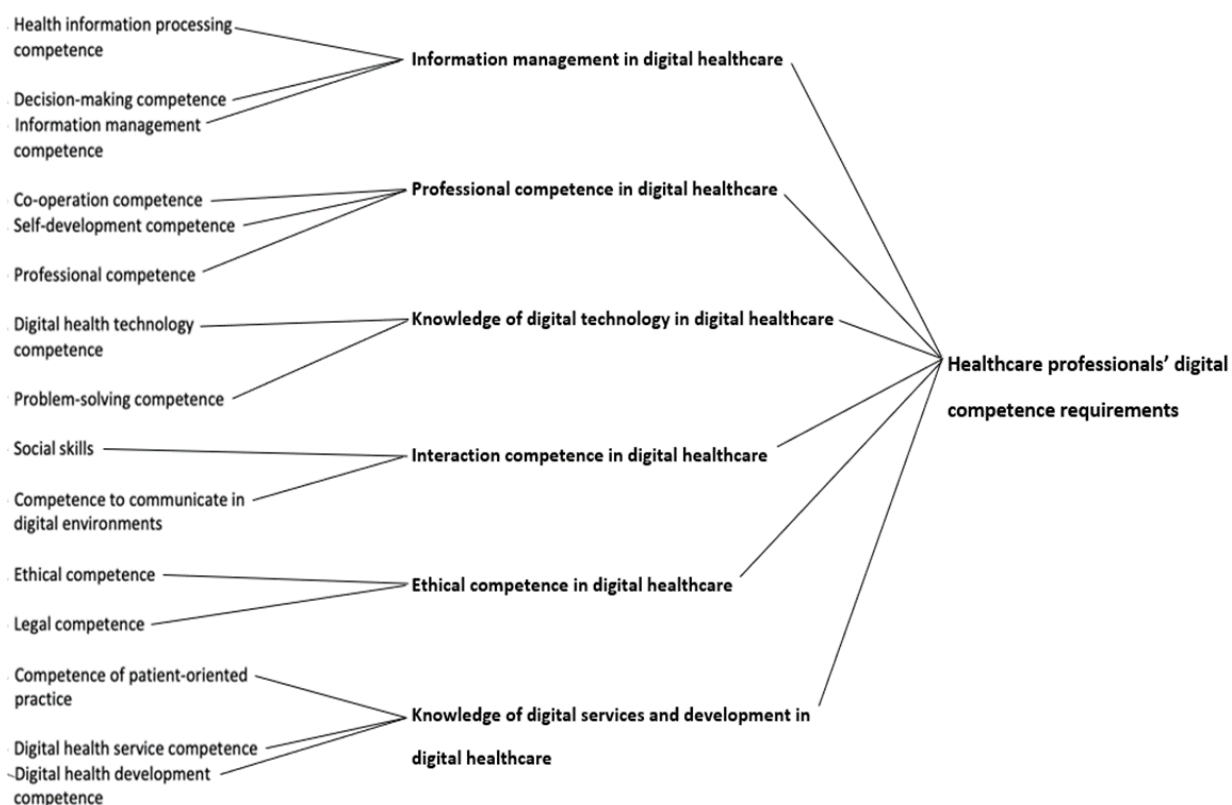 Health information processing
competence
Decision-making competence
Information management
competence
Co-operation competence
Self-development competence
Professional competence
Digital health technology
competence
Problem-solving competence
Social skills
Competence to communicate in
digital environments
Ethical competence
Legal competence
Competence of patient-oriented
practice
Digital health service competence
Digital health development
competence
Information management in digital healthcare
Professional competence in digital healthcare
Knowledge of digital technology in digital healthcare
Interaction competence in digital healthcare
Ethical competence in digital healthcare
Knowledge of digital services and development in
digital healthcare
Healthcare professionals’ digital
competence requirements